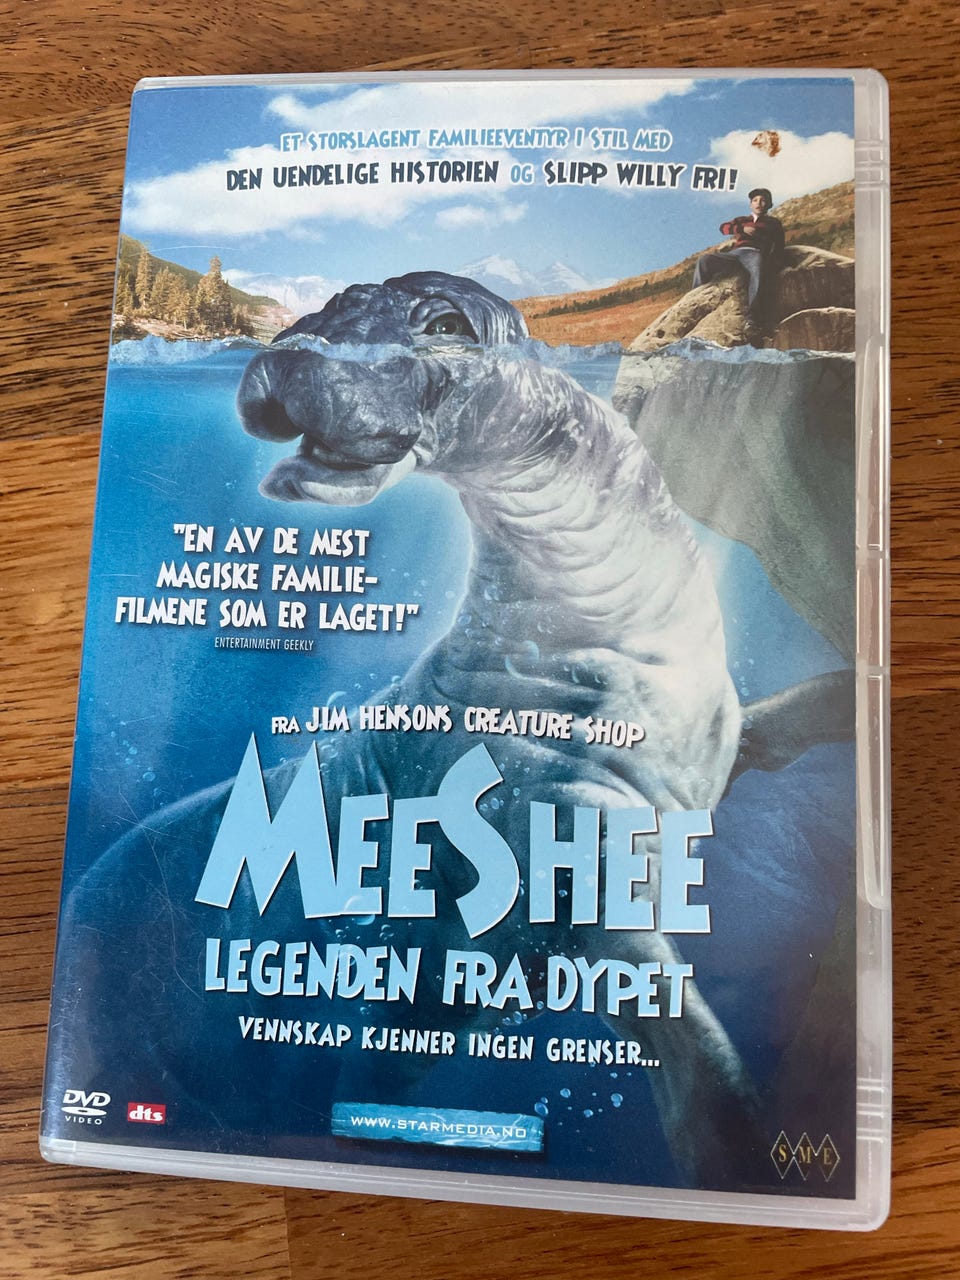 ET STORSLAGENT FAMILIEEVENTYR I STIL MED
DEN UENDELIGE HISTORIEN OG SLIPP WILLY FRI!
"EN AV DE MEST
MAGISKE FAMILIE-
FILMENE SOM ER LAGET!"
ENTERTAINMENT GEEKLY
FRA JIM HENSONS CREATURE SHOP
MEESHEE
LEGENDEN FRA DYPET
VENNSKAP KJENNER INGEN GRENSER...
DVD
VIDEO
dts
WWW.STARMEDIA.NO
SME